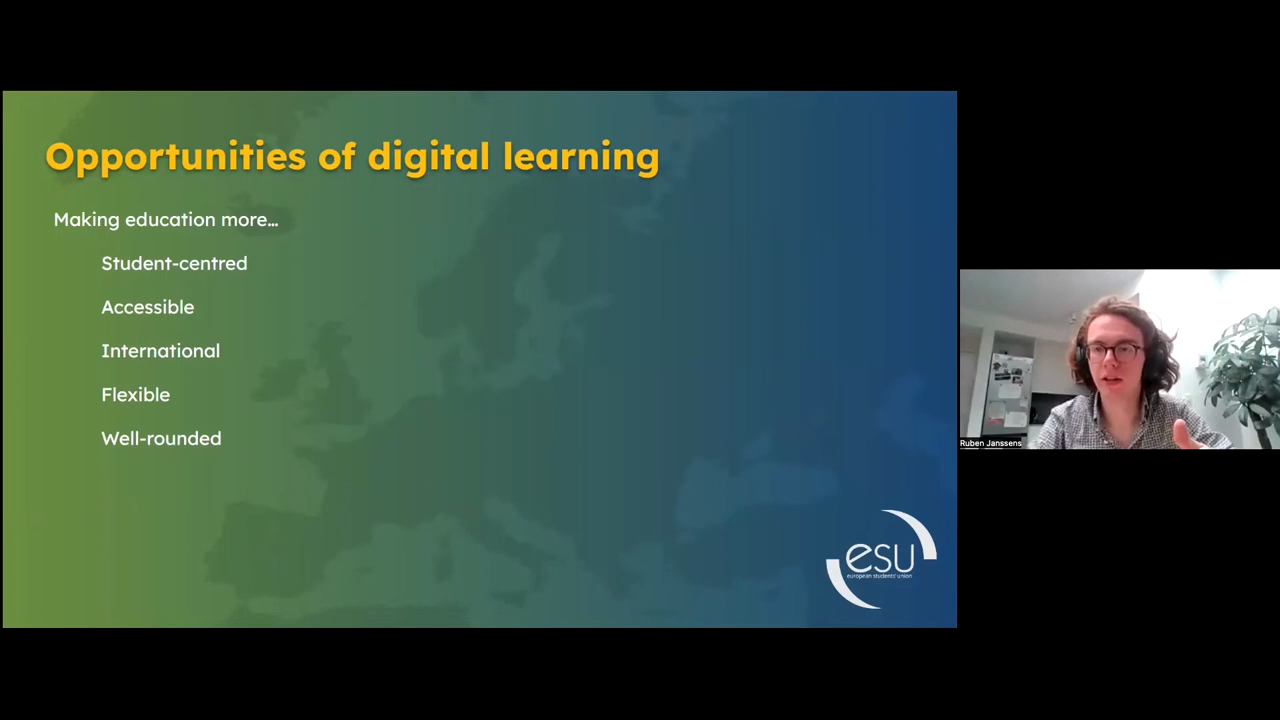 Opportunities of digital learning
Making education more...
Student-centred
Accessible
International
Flexible
Well-rounded
esu
european students' union
Ruben Janssens